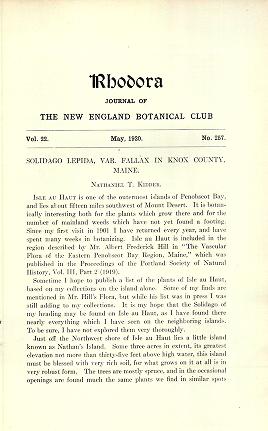 Rhodora
JOURNAL OF
THE NEW ENGLAND BOTANICAL CLUB
Vol. 22. May, 1920. No. 257.
SOLIDAGO LEPIDA, VAR. FALLAX IN KNOX COUNTY,
MAINE.
NATHANIEL T. KIDDER.
ISLE AU HAUT is one of the outermost islands of Penobscot Bay,
and lies about fifteen miles southwest of Mount Desert. It is botan-
ically interesting both for the plants which grow there and for the
number of mainland weeds which have not yet found a footing.
Since my first visit in 1901 I have returned every year, and have
spent many weeks in botanizing. Isle au Haut is included in the
region described by Mr. Albert Frederick Hill in "The Vascular
Flora of the Eastern Penobscot Bay Region, Maine," which was
published in the Proceedings of the Portland Society of Natural
History, Vol. III, Part 2 (1919).
Sometime I hope to publish a list of the plants of Isle au Haut,
based on my collections on the island alone. Some of my finds are
mentioned in Mr. Hill's Flora, but while his list was in press I was
still adding to my collections. It is my hope that the Solidago of
my heading may be found on Isle au Haut, as I have found there
nearly everything which I have seen on the neighboring islands.
To be sure, I have not explored them very thoroughly.
Just off the Northwest shore of Isle au Haut lies a little island
known as Nathan's Island. Some three acres in extent, its greatest
elevation not more than thirty-five feet above high water, this island
must be blessed with very rich soil, for what grows on it at all is in
very robust form. The trees are mostly spruce, and in the occasional
openings are found much the same plants we find in similar spots